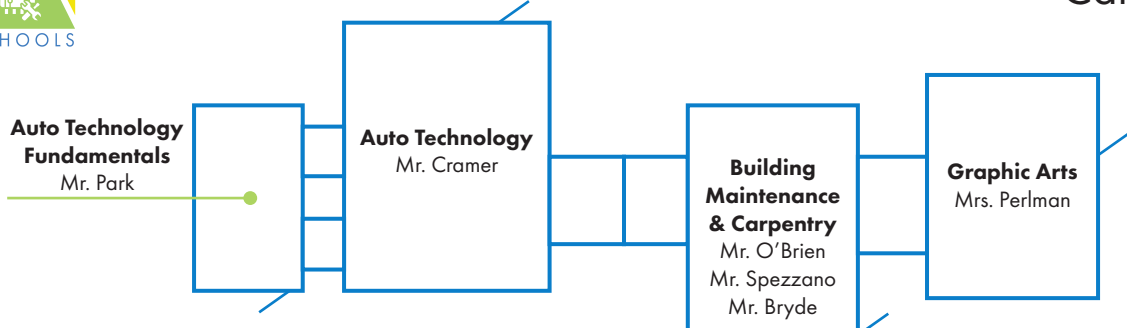 HOOLS
Auto Technology
Fundamentals
Mr. Park
Auto Technology
Mr. Cramer
Building
Maintenance
& Carpentry
Mr. O’Brien
Mr. Spezzano
Mr. Bryde
Graphic Arts
Mrs. Perlman